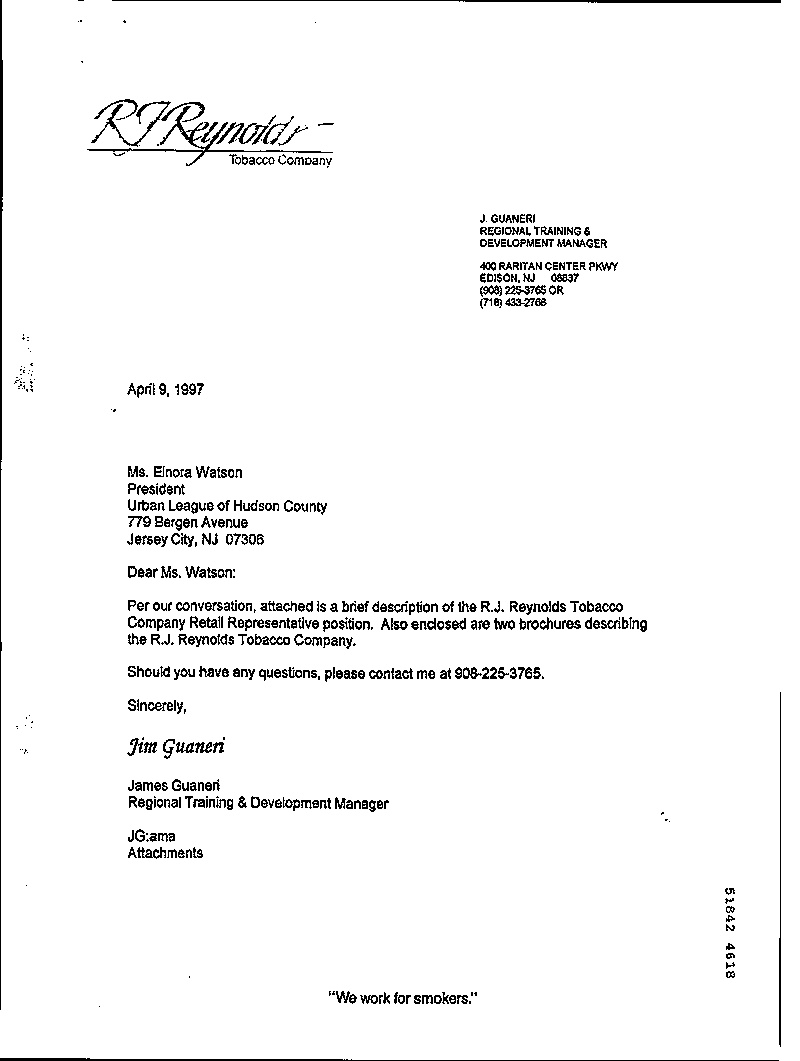 RJReynolds
Tobacco Company
J. GUANERI
REGIONAL TRAINING &
DEVELOPMENT MANAGER
400 RARITAN CENTER PKWY
EDISON, NJ 08837
(908) 225-3765 OR
(718) 433-2768
April 9, 1997
Ms. Elnora Watson
President
Urban League of Hudson County
779 Bergen Avenue
Jersey City, NJ 07306
Dear Ms. Watson:
Per our conversation, attached is a brief description of the R.J. Reynolds Tobacco
Company Retail Representative position. Also enclosed are two brochures describing
the R.J. Reynolds Tobacco Company.
Should you have any questions, please contact me at 908-225-3765.
Sincerely,
Jim Guaneri
James Guaneri
Regional Training & Development Manager
JG:ama
Attachments
51842 4618
"We work for smokers."